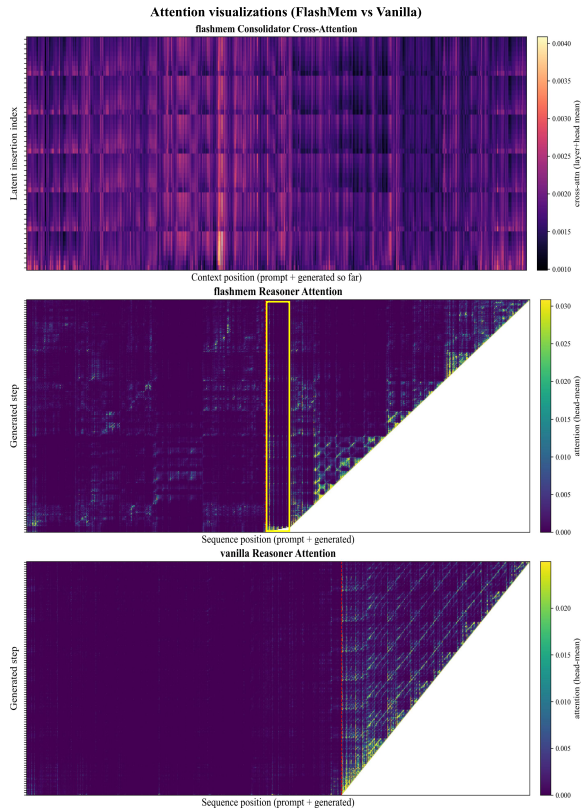 Attention visualizations (FlashMem vs Vanilla)
flashmem Consolidator Cross-Attention
Latent insertion index
Context position (prompt + generated so far)
0.0040
0.0035
0.0030
0.0025
0.0020
0.0015
0.0010
cross-attn (layer+head mean)
flashmem Reasoner Attention
Generated step
Sequence position (prompt + generated)
0.030
0.025
0.020
0.015
0.010
0.005
0.000
attention (head-mean)
vanilla Reasoner Attention
Generated step
Sequence position (prompt + generated)
0.020
0.015
0.010
0.005
0.000
attention (head-mean)